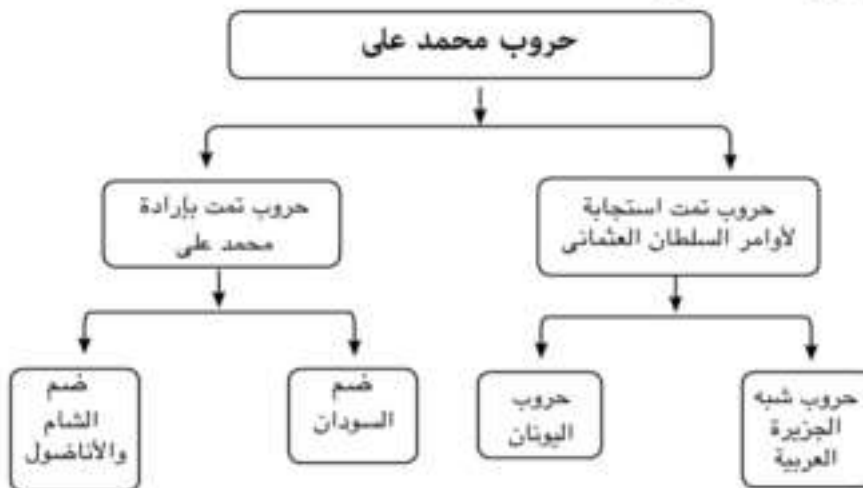 حروب محمد على
حروب تمت استجابة
لأوامر السلطان العثمانى
حروب تمت بإرادة
محمد على
حروب شبه
الجزيرة
العربية
حروب
اليونان
ضم
السودان
ضم
الشام
والأناضول